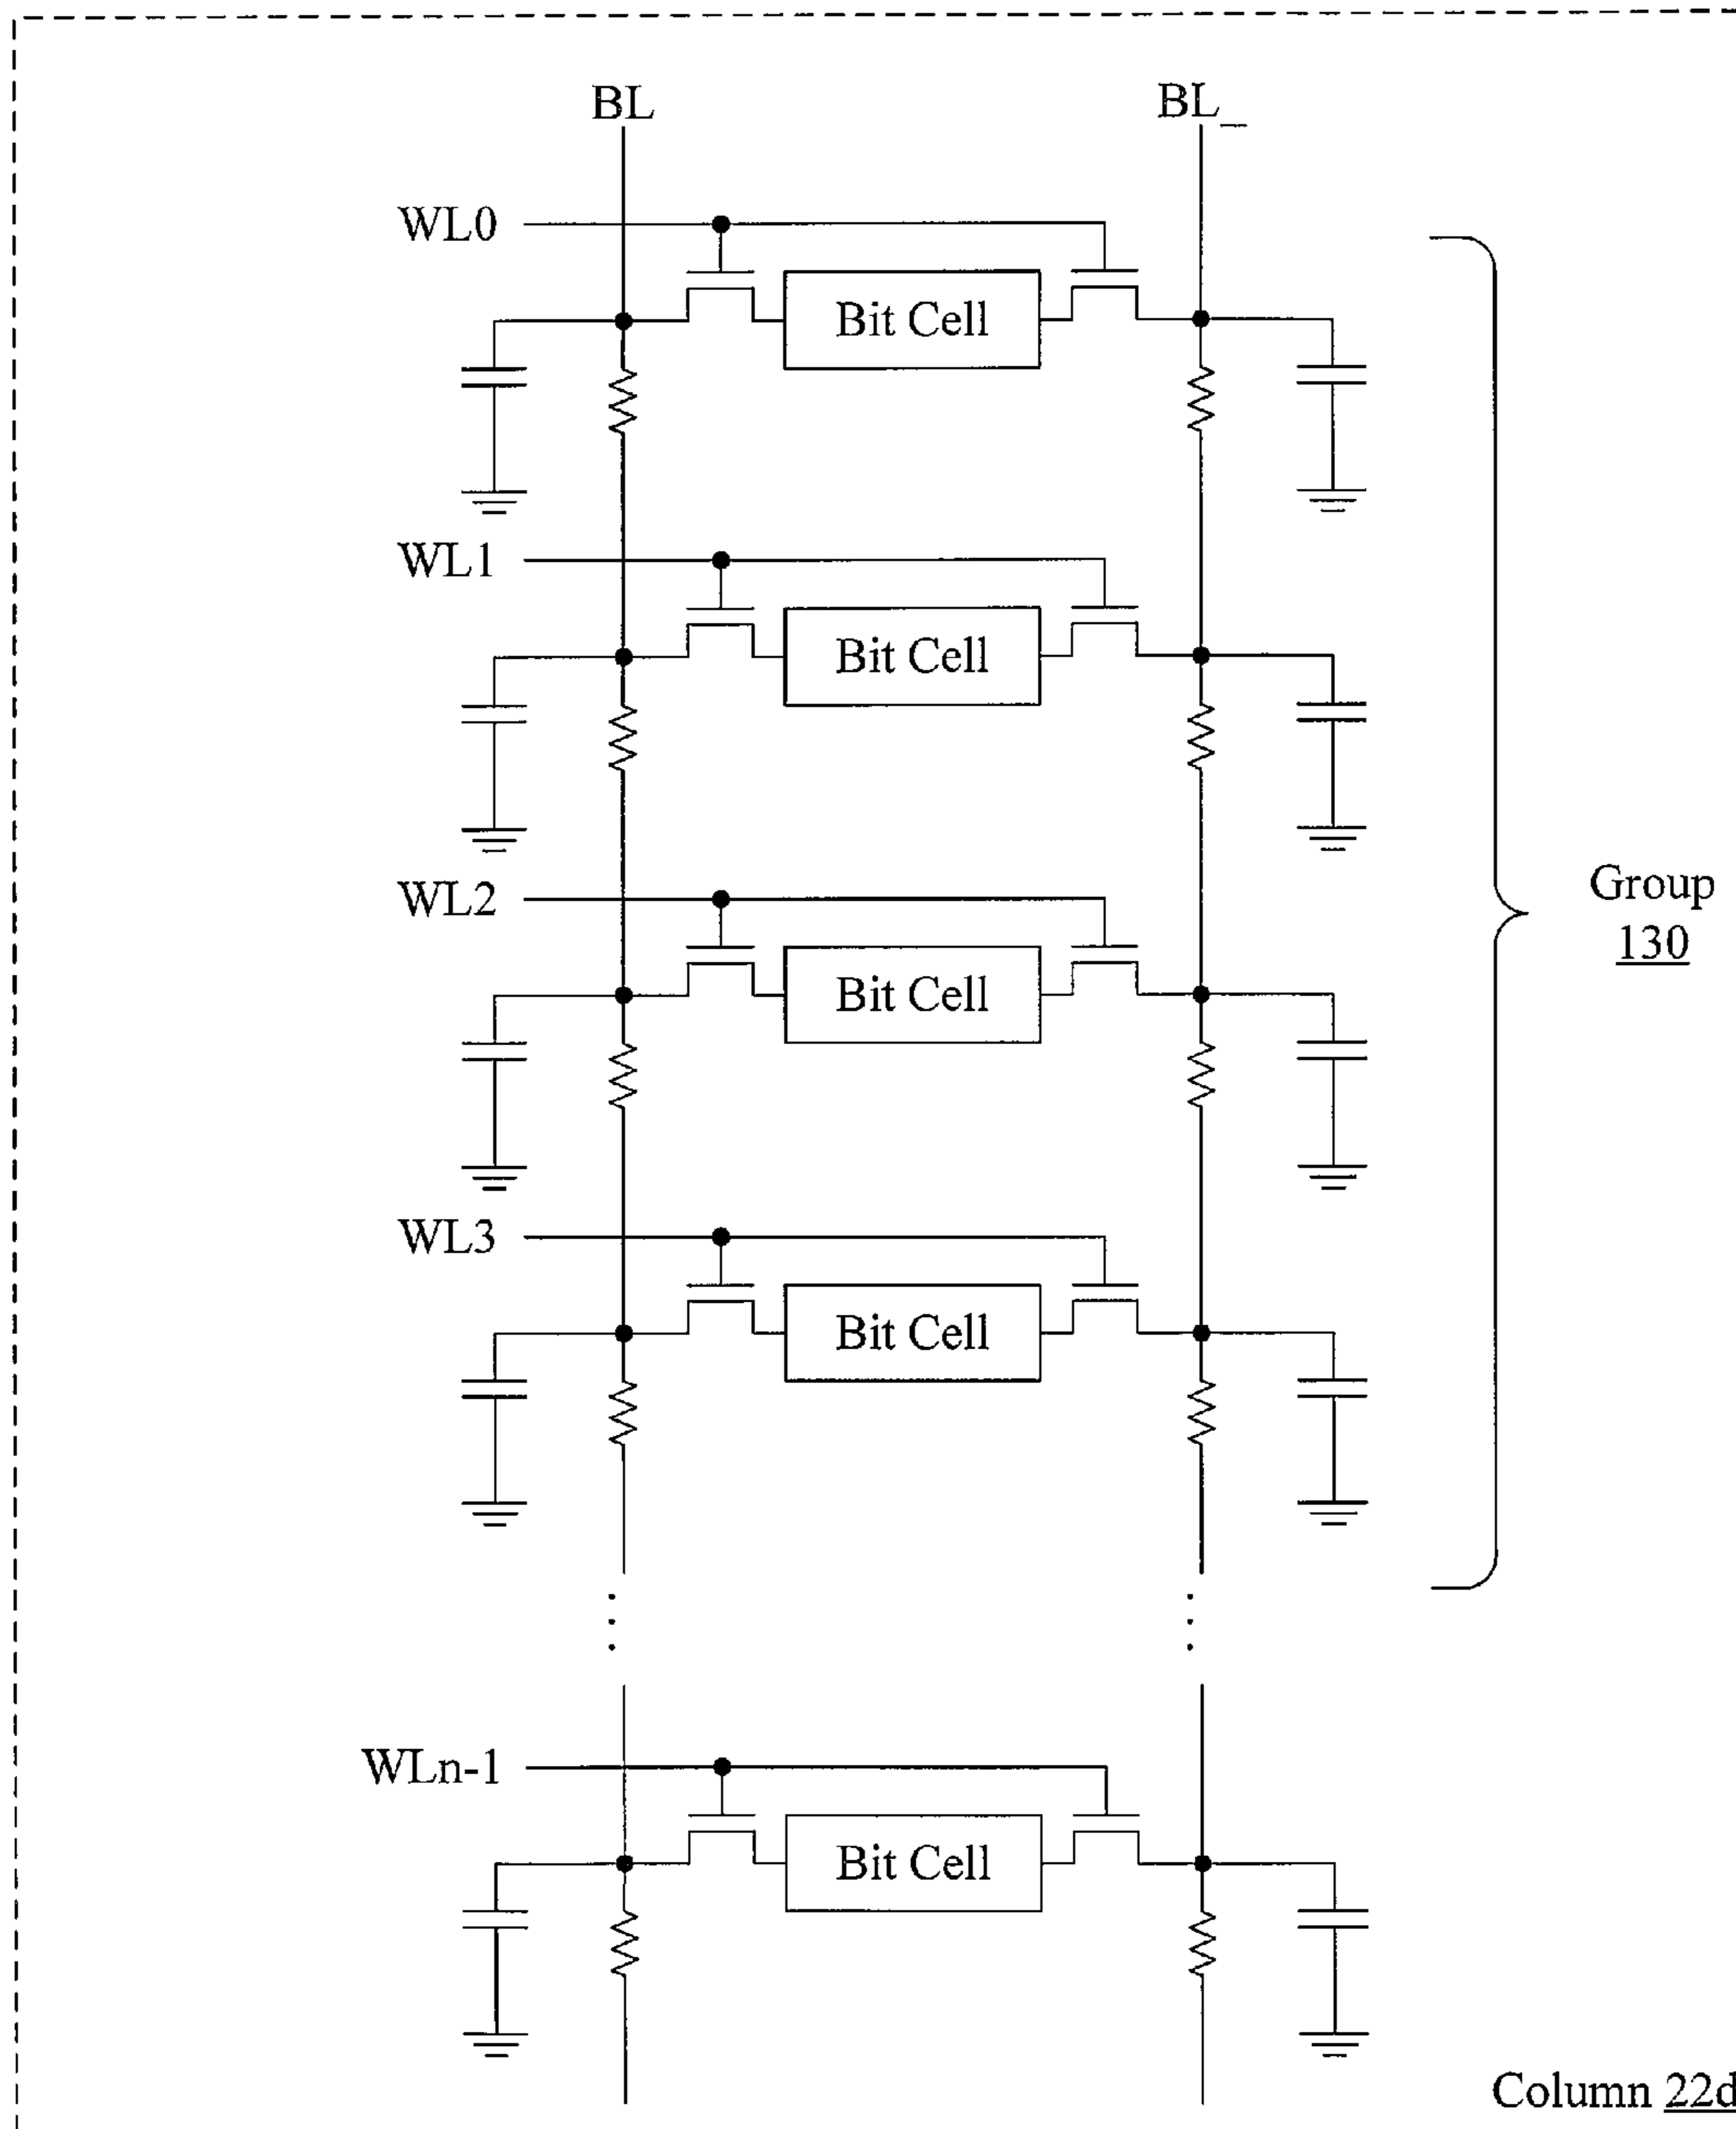 BL
BL_
WL0
Bit Cell
WL1
Bit Cell
WL2
Bit Cell
Group
130
WL3
Bit Cell
WLn-1
Bit Cell
Column 22d